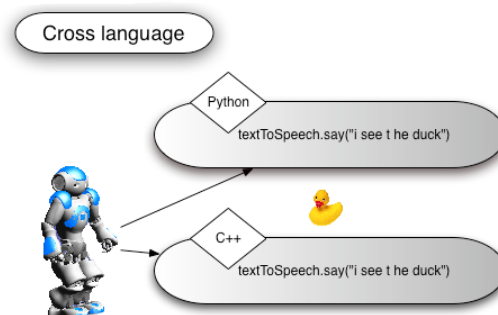 Cross language
Python
textToSpeech.say("i see t he duck")
C++
textToSpeech.say("i see t he duck")